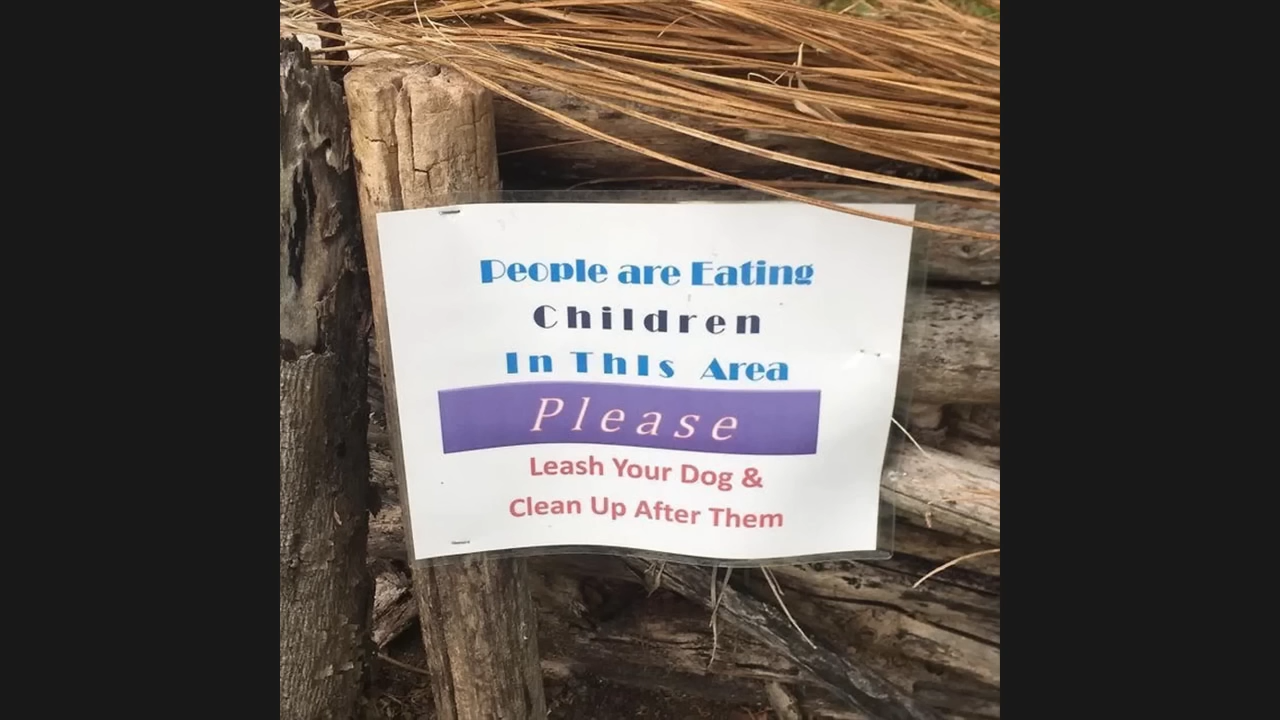 People are Eating
Children
In ThIs Area
Please
Leash Your Dog &
Clean Up After Them